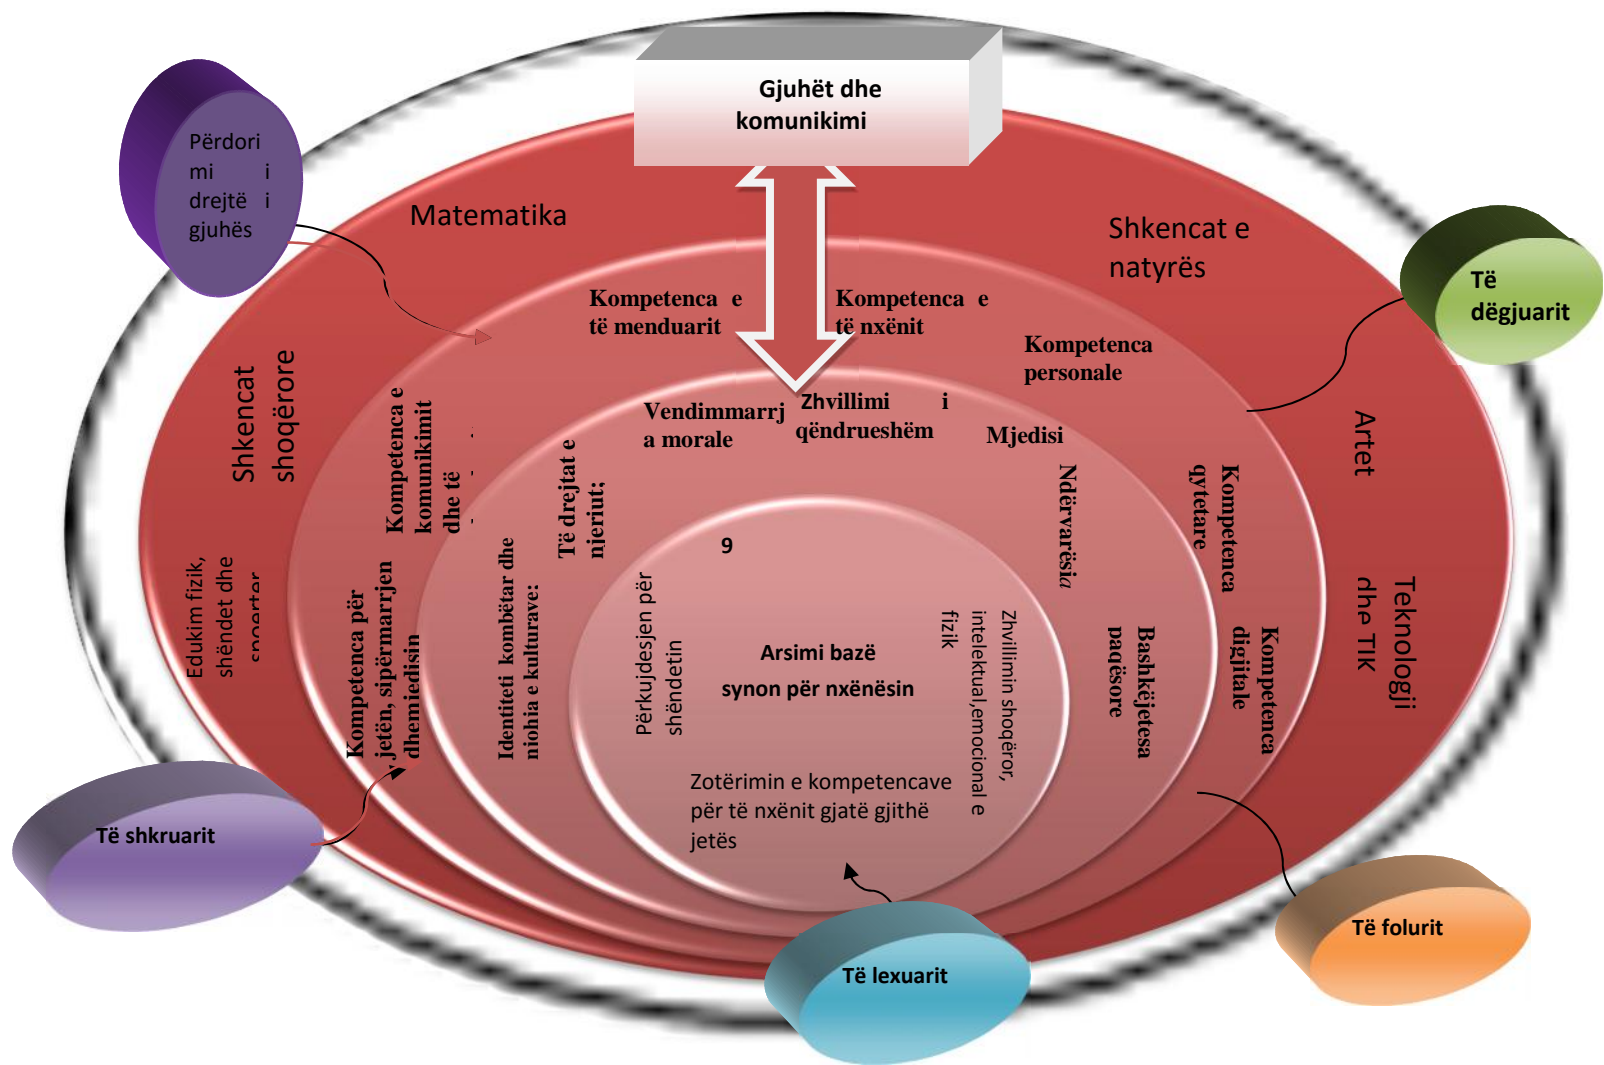 Gjuhët dhe
komunikimi
Përdori
mi i
drejtë i
gjuhës
Matematika
Shkencat e
natyrës
Të
dëgjuarit
Kompetenca e
të menduarit
Kompetenca e
të nxënit
Kompetenca
personale
Shkencat
shoqërore
Kompetenca e
komunikimit
dhe të
Vendimmarrj
a morale
Zhvillimi i
qëndrueshëm
Mjedisi
Artet
Të drejtat e
njeriut;
Ndërvarësia
Kompetenca
qytetare
9
Edukim fizik,
shëndet dhe
Kompetenca për
jetën, sipërmarrjen
dhemjedisin
Identiteti kombëtar dhe
njohja e kulturave:
Përkujdesjen për
shëndetin
Arsimi bazë
synon për nxënësin
Zhvillimin shoqëror,
intelektual,emocional e
fizik
Bashkëjetesa
paqësore
Kompetenca
digjitale
Teknologji
dhe TIK
Zotërimin e kompetencave
për të nxënit gjatë gjithë
jetës
Të shkruarit
Të folurit
Të lexuarit